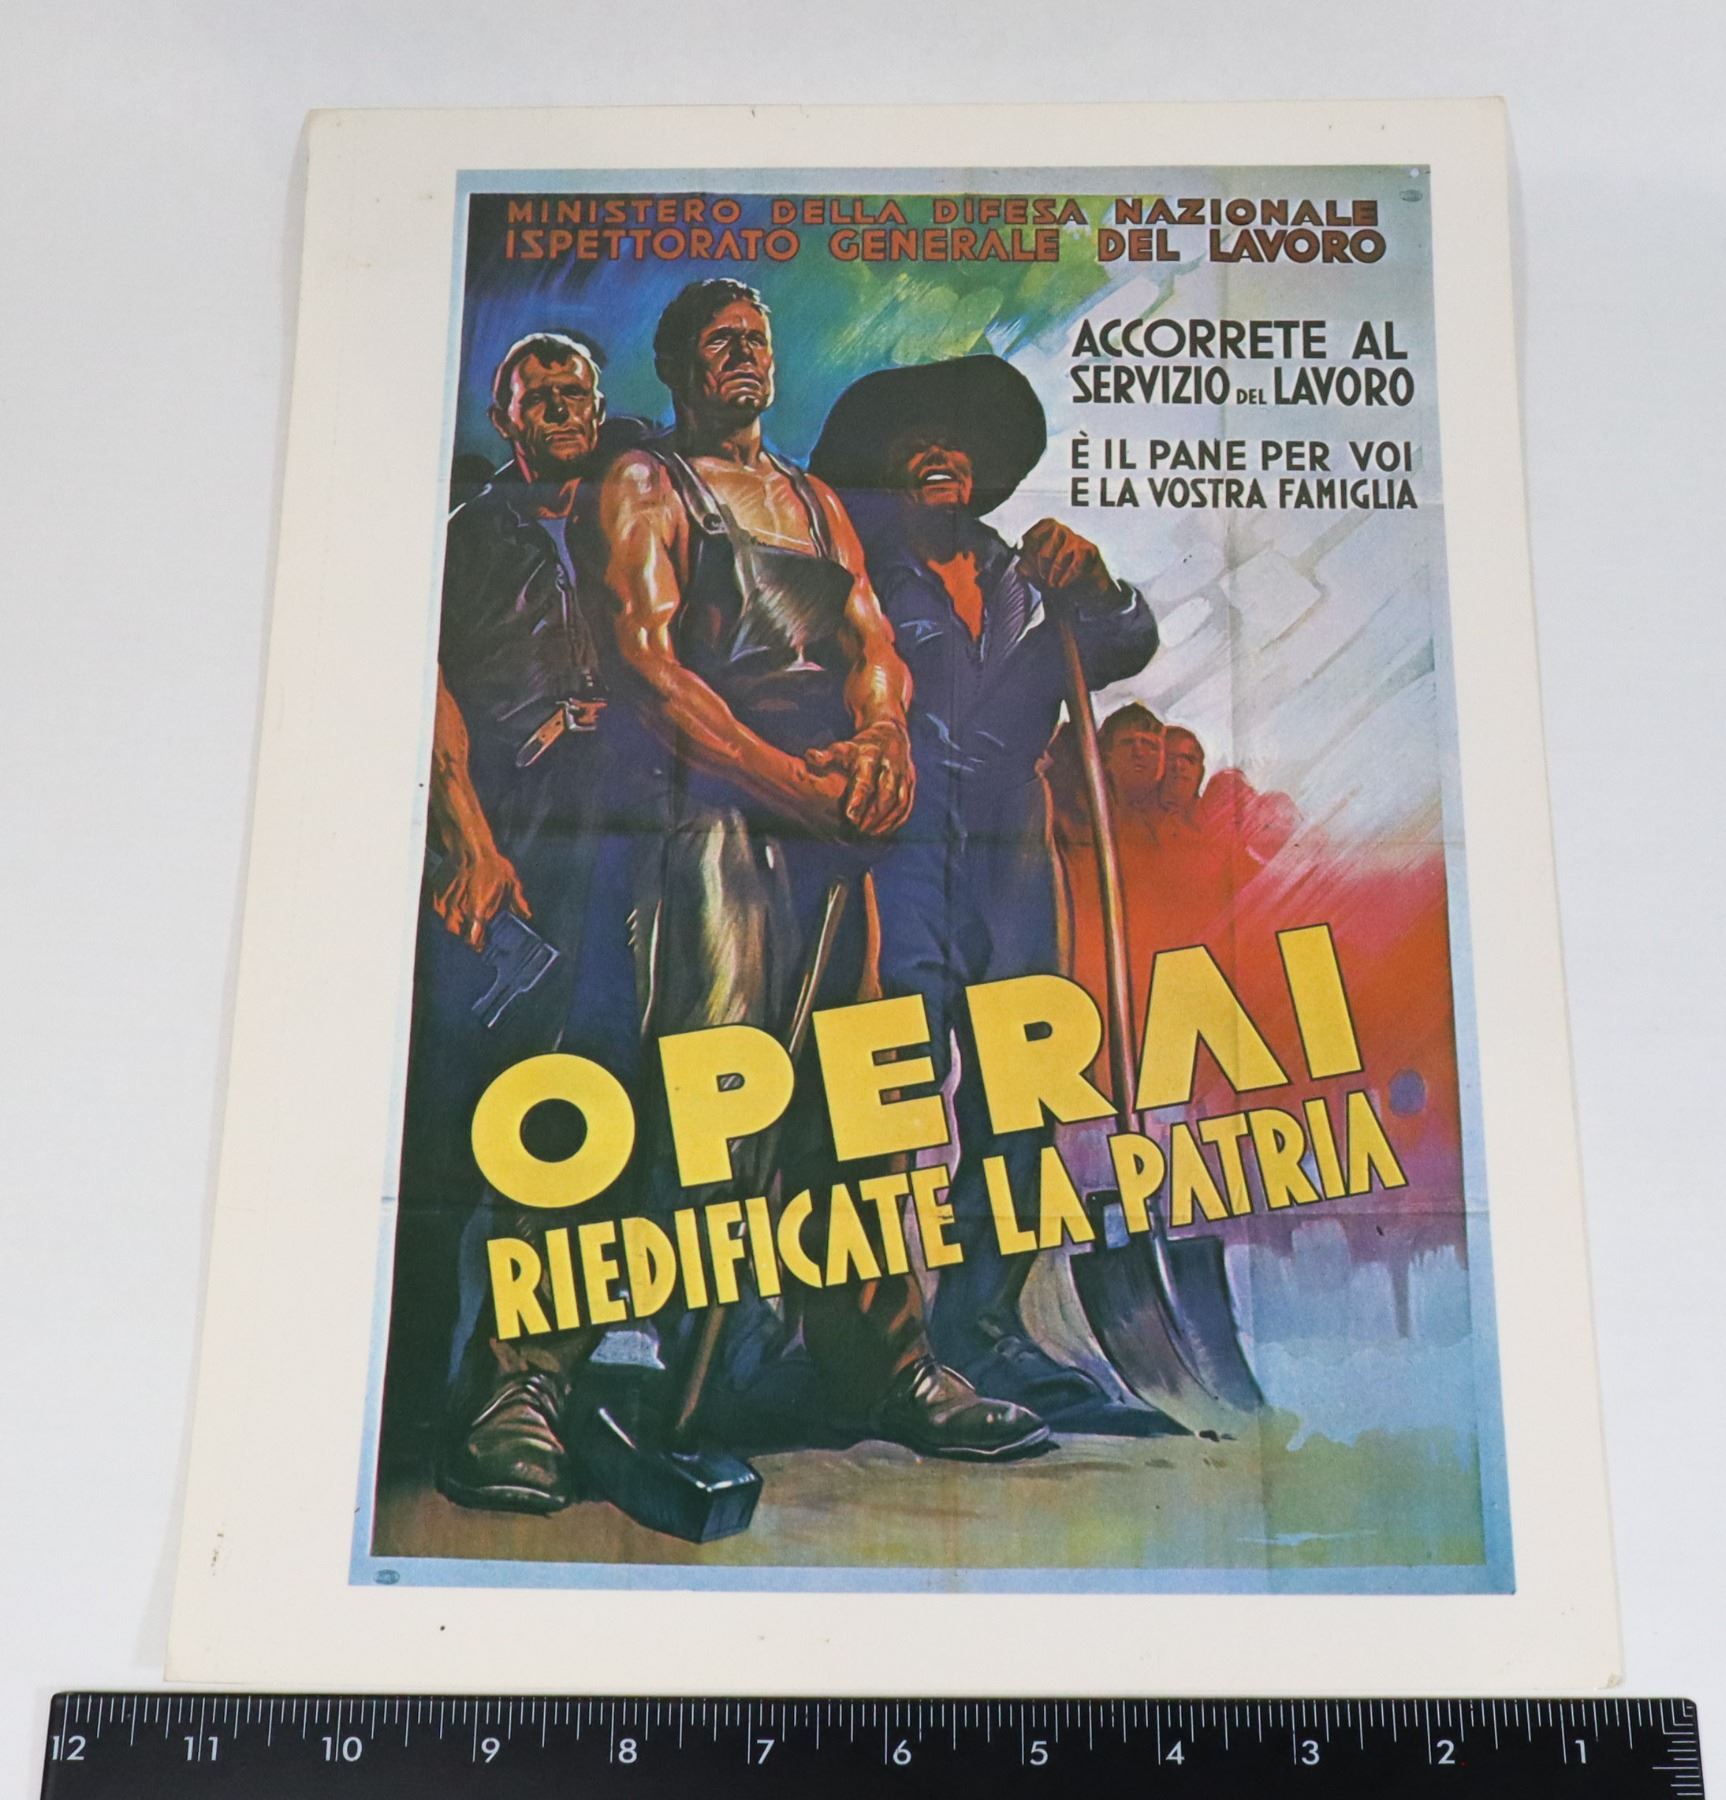 MINISTERO DELLA DIFESA NAZIONALE
ISPETTORATO GENERALE DEL LAVORO
ACCORRETE AL
SERVIZIO DEL LAVORO
È IL PANE PER VOI
E LA VOSTRA FAMIGLIA
OPERAI
RIEDIFICATE LA PATRIA
12 11 10 9 8 7 6 5 4 3 2 1